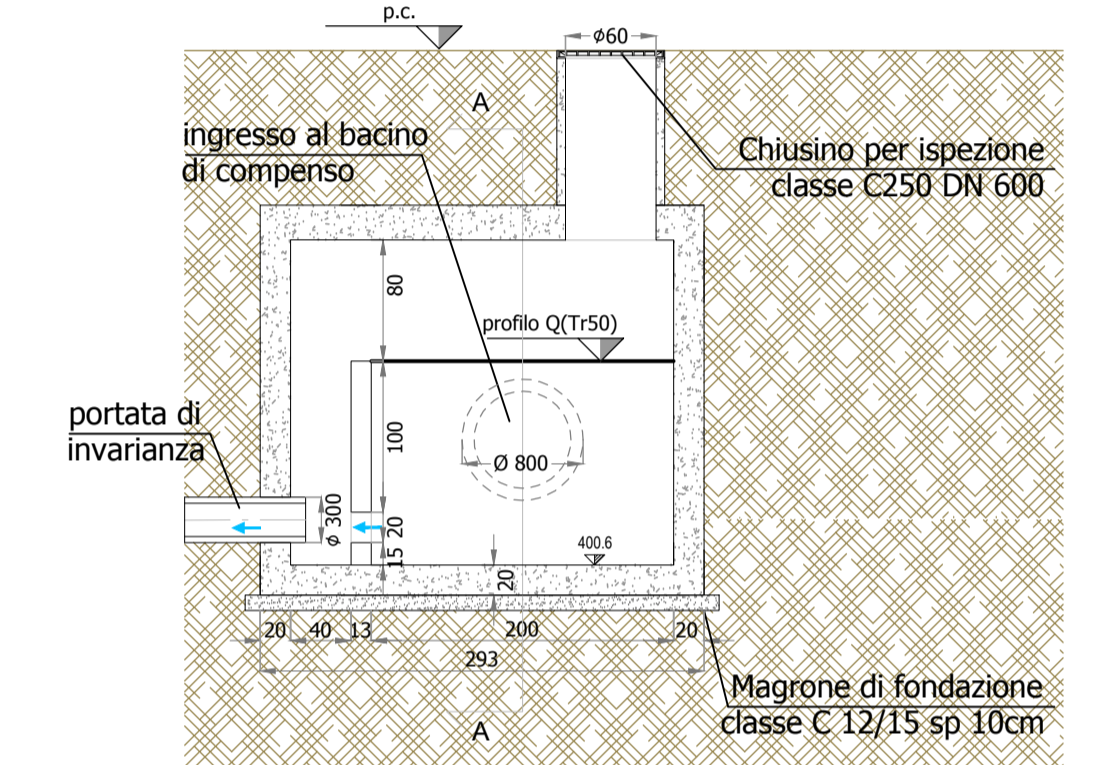 p.c.
ϕ60
A
ingresso al bacino
di compenso
Chiusino per ispezione
classe C250 DN 600
80
profilo Q(Tr50)
portata di
invarianza
100
Ø 800
ϕ 300
20
15
400.6
20
20
40
13
200
20
293
Magrone di fondazione
classe C 12/15 sp 10cm
A